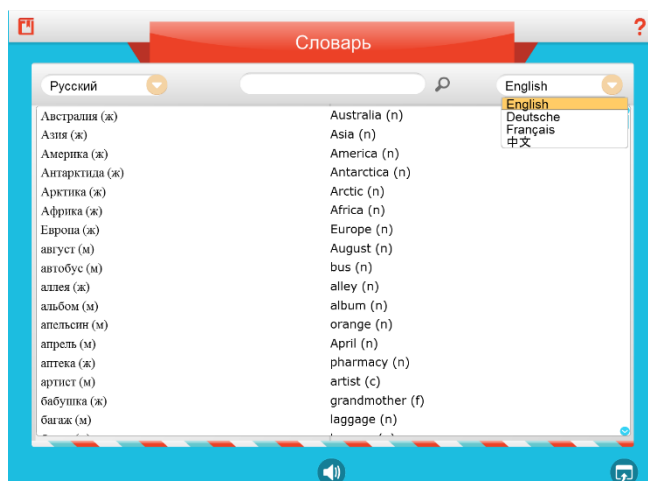 ?
Словарь
Русский English
English
Deutsche
Français
中文
Австралия (ж) Australia (n)
Азия (ж) Asia (n)
Америка (ж) America (n)
Антарктида (ж) Antarctica (n)
Арктика (ж) Arctic (n)
Африка (ж) Africa (n)
Европа (ж) Europe (n)
август (м) August (n)
автобус (м) bus (n)
аллея (ж) alley (n)
альбом (м) album (n)
апельсин (м) orange (n)
апрель (м) April (n)
аптека (ж) pharmacy (n)
артист (м) artist (c)
бабушка (ж) grandmother (f)
багаж (м) laggage (n)